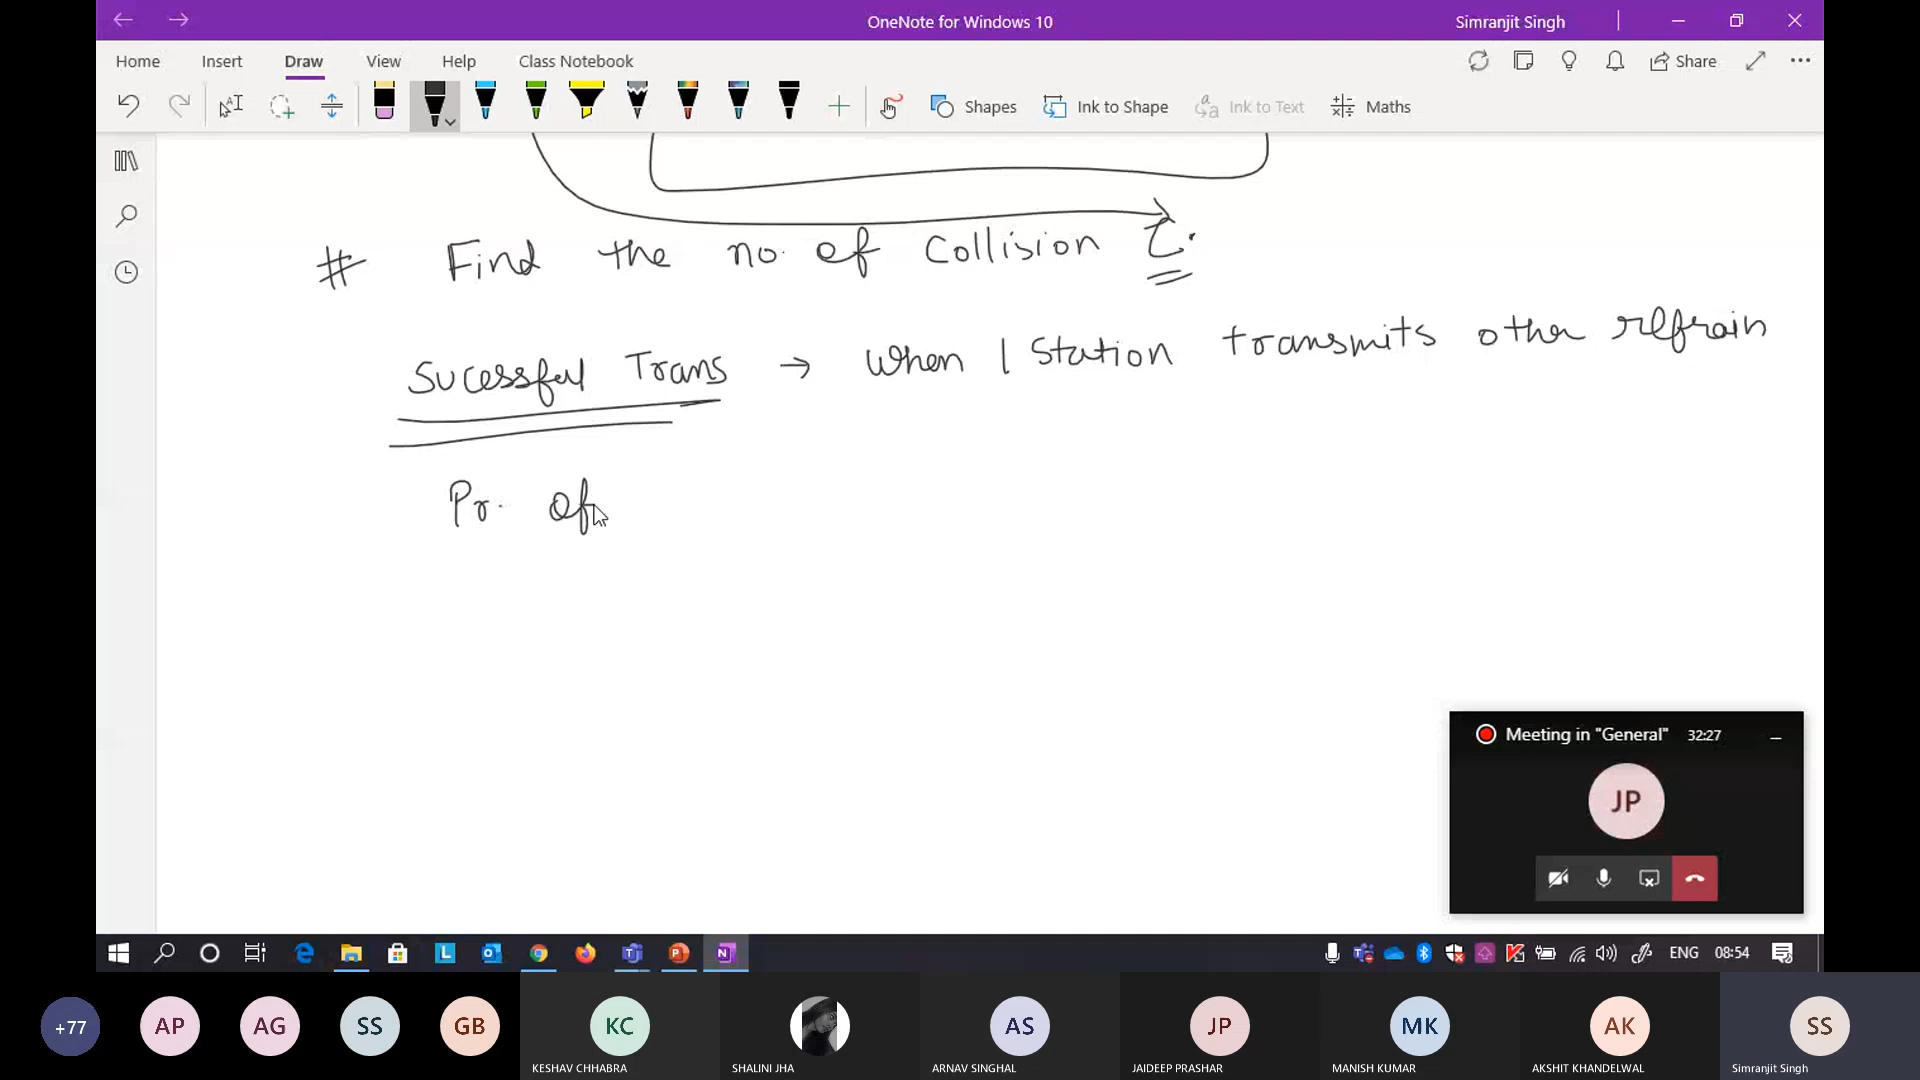 OneNote for Windows 10
Simranjit Singh
Home Insert Draw View Help Class Notebook
Share
Shapes Ink to Shape Ink to Text Maths
# Find the no. of Collision
Sucessful Trans → When 1 Station transmits other refrain
Pr. of
Meeting in "General" 32:27
JP
ENG 08:54
+77 AP AG SS GB KC AS JP MK AK SS
KESHAV CHHABRA SHALINI JHA ARNAV SINGHAL JAIDEEP PRASHAR MANISH KUMAR AKSHIT KHANDELWAL Simranjit Singh